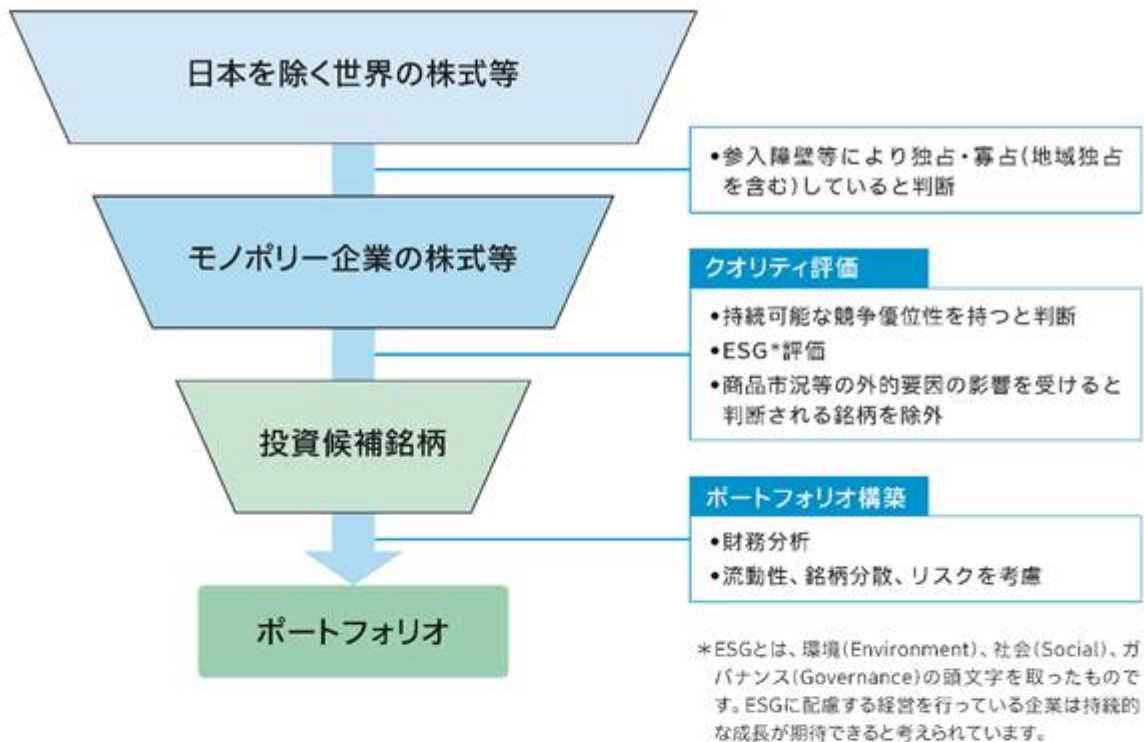 日本を除く世界の株式等
•参入障壁等により独占・寡占(地域独占
を含む)していると判断
モノポリー企業の株式等
クオリティ評価
•持続可能な競争優位性を持つと判断
•ESG*評価
•商品市況等の外的要因の影響を受けると
判断される銘柄を除外
投資候補銘柄
ポートフォリオ構築
•財務分析
•流動性、銘柄分散、リスクを考慮
ポートフォリオ
*ESGとは、環境(Environment)、社会(Social)、ガ
バナンス(Governance)の頭文字を取ったもので
す。ESGに配慮する経営を行っている企業は持続的
な成長が期待できると考えられています。